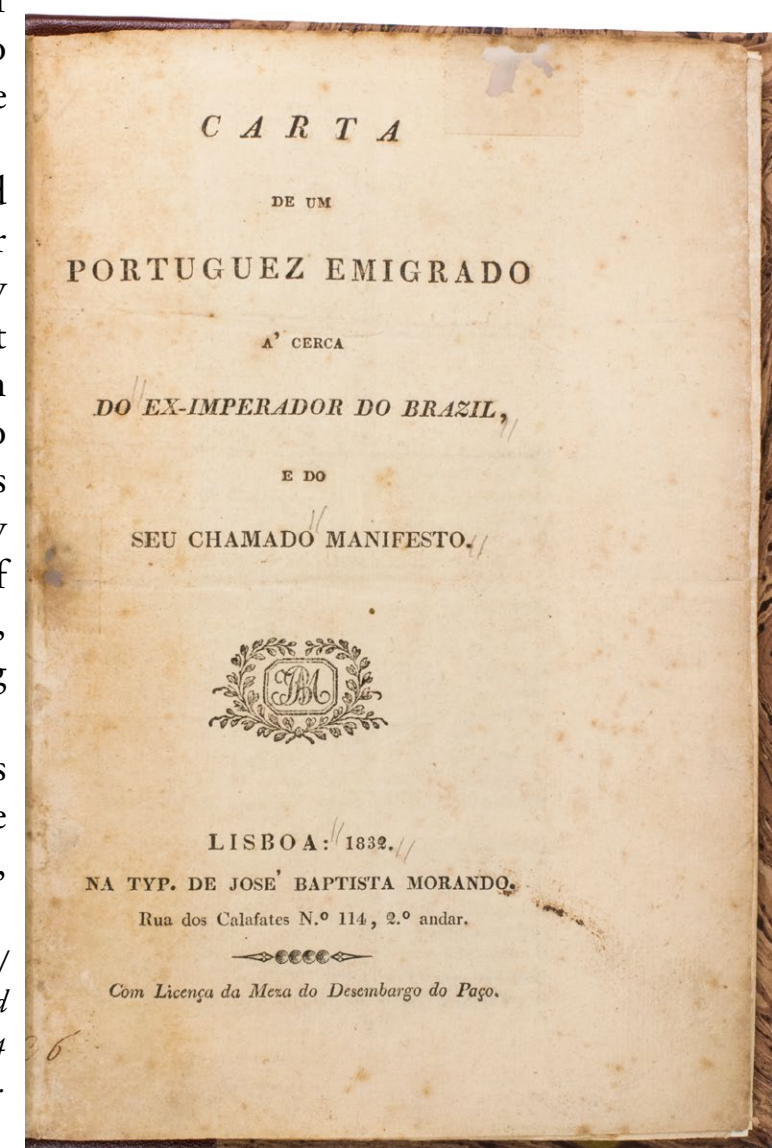 CARTA
DE UM
PORTUGUEZ EMIGRADO
A' CERCA
DO EX-IMPERADOR DO BRAZIL,
E DO
SEU CHAMADO MANIFESTO.
LISBOA: 1832.
NA TYP. DE JOSE' BAPTISTA MORANDO.
Rua dos Calafates N.º 114, 2.º andar.
Com Licença da Meza do Desembargo do Paço.